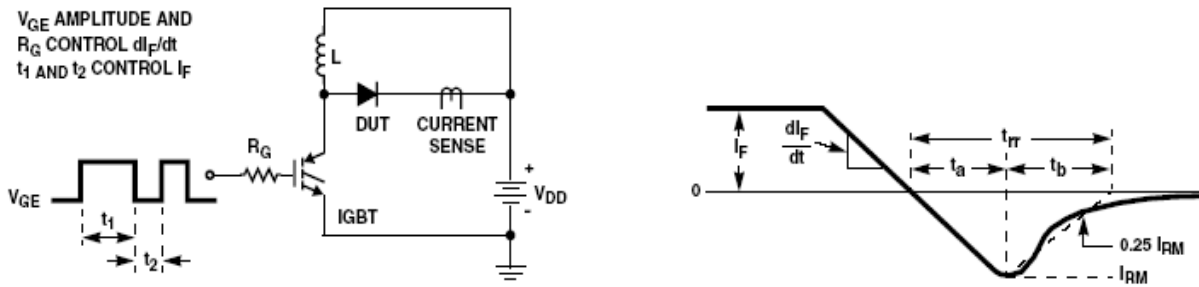 V_GE AMPLITUDE AND
R_G CONTROL dI_F/dt
t_1 AND t_2 CONTROL I_F
L
DUT
CURRENT
SENSE
R_G
V_GE
t_1
t_2
IGBT
+
V_DD
-
I_F
dI_F
dt
t_rr
t_a
t_b
0
0.25 I_RM
I_RM